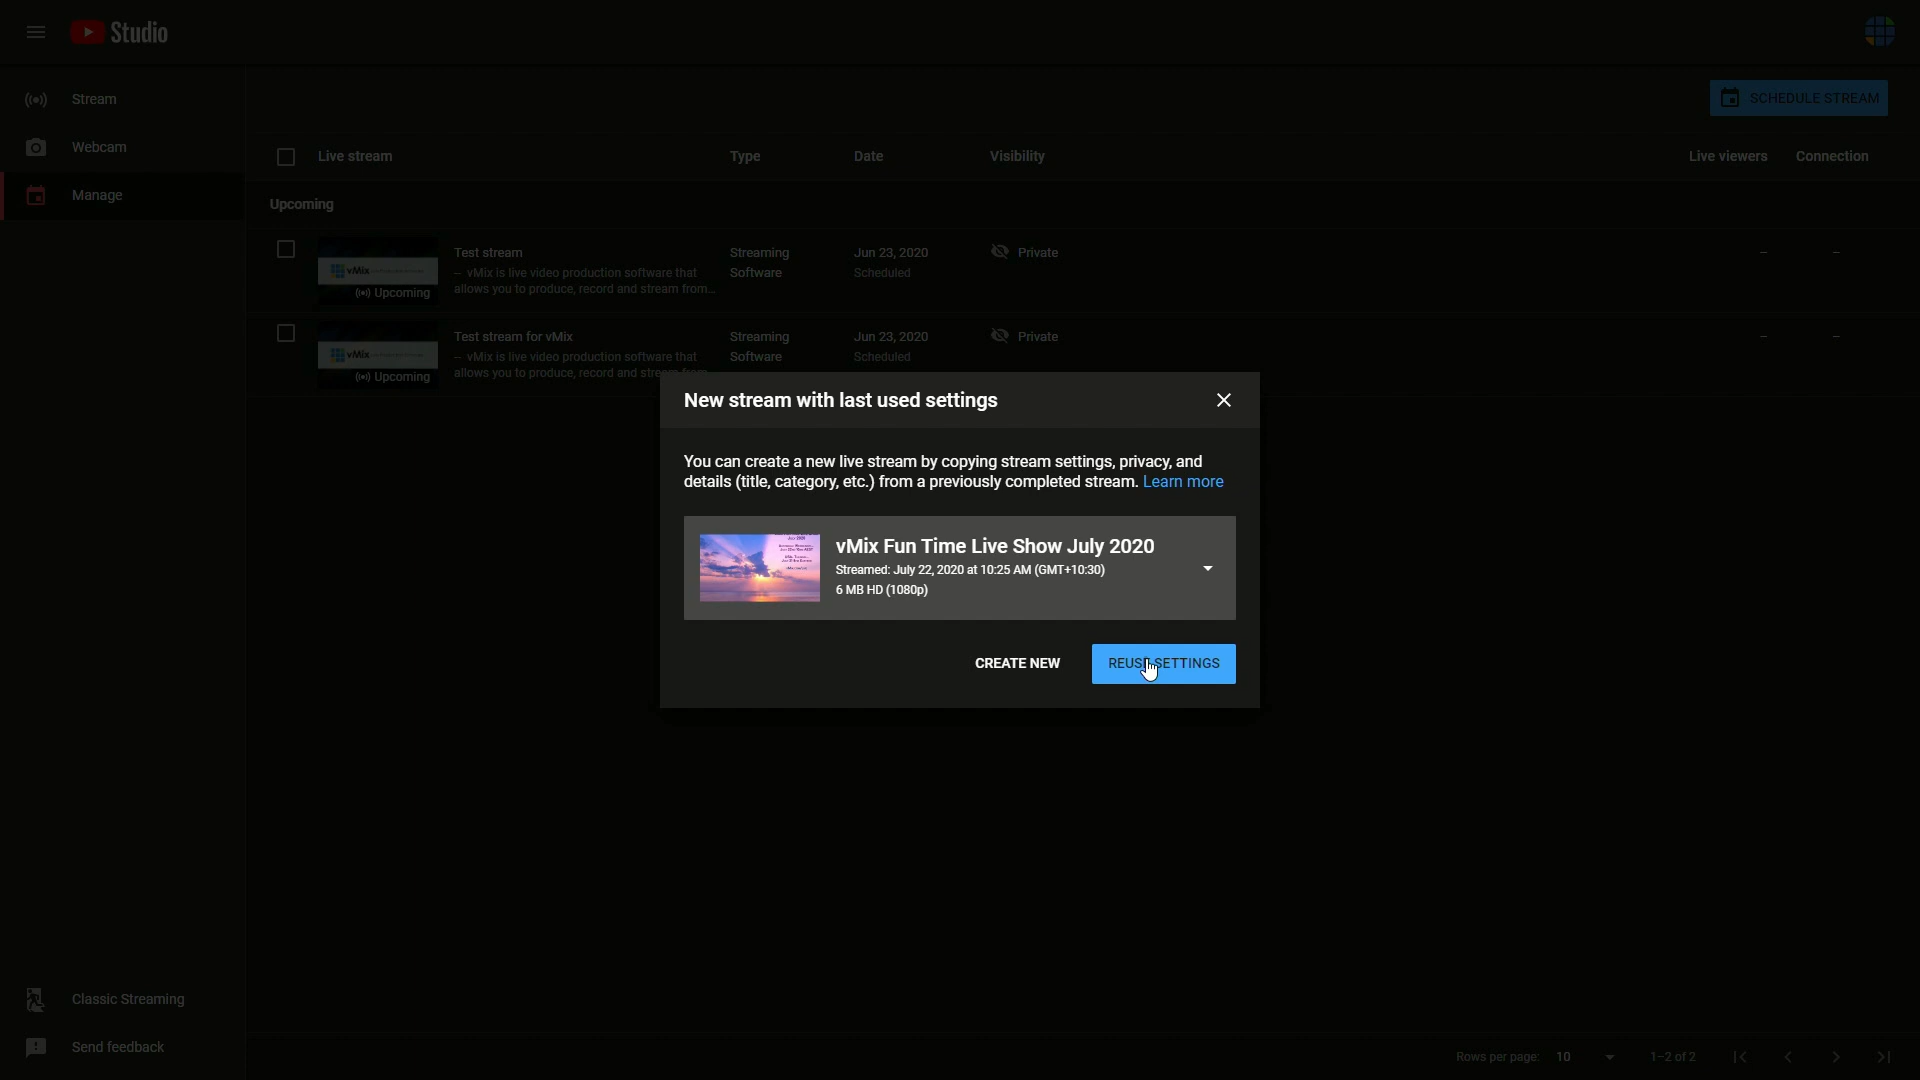 Studio
Stream
Webcam
Manage
SCHEDULE STREAM
Live stream Type Date Visibility Live viewers Connection
Upcoming
vMix
Upcoming
Test stream
– vMix is live video production software that
allows you to produce, record and stream from...
Streaming
Software
Jun 23, 2020
Scheduled
Private
–
–
vMix
Upcoming
Test stream for vMix
– vMix is live video production software that
allows you to produce, record and stream from...
Streaming
Software
Jun 23, 2020
Scheduled
Private
–
–
New stream with last used settings
You can create a new live stream by copying stream settings, privacy, and
details (title, category, etc.) from a previously completed stream. Learn more
July 2020
vMix Fun Time Live Show July 2020
Streamed: July 22, 2020 at 10:25 AM (GMT+10:30)
6 MB HD (1080p)
CREATE NEW
REUSE SETTINGS
Classic Streaming
Send feedback
Rows per page: 10 1–2 of 2